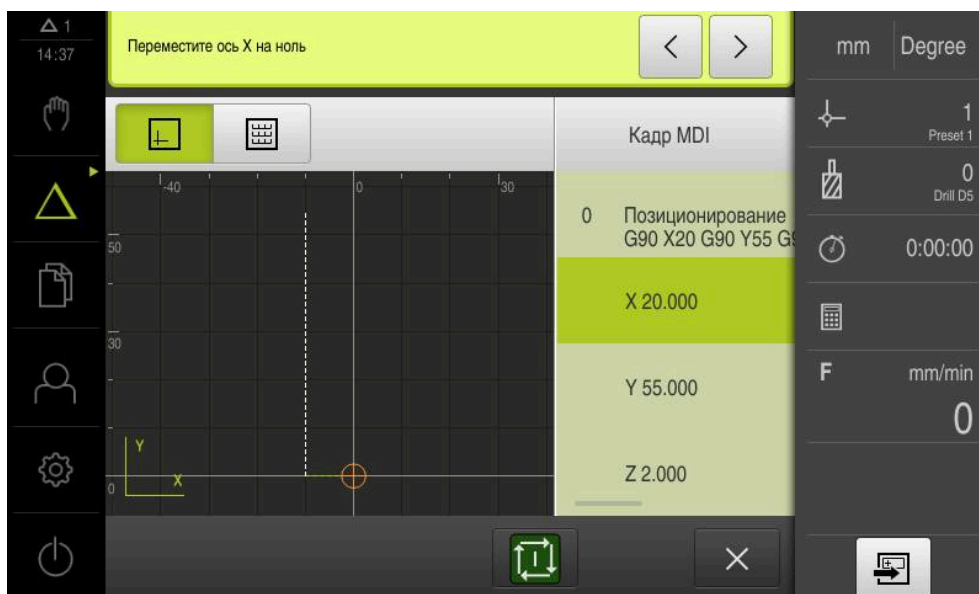 1
14:37
Переместите ось X на ноль
mm
Degree
1
Preset 1
Кадр MDI
0
Drill D5
-40
0
30
0 Позиционирование
G90 X20 G90 Y55
50
0:00:00
X 20.000
30
F mm/min
0
Y 55.000
Y
X
Z 2.000
0